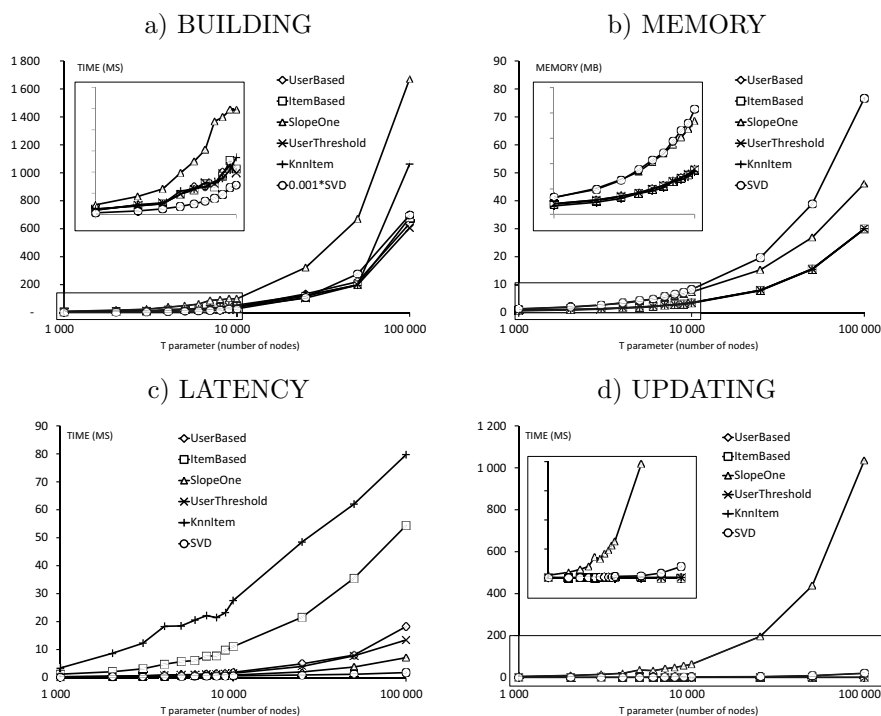 a) BUILDING
TIME (MS)
1 800
1 600
1 400
1 200
1 000
800
600
400
200
-
UserBased
ItemBased
SlopeOne
UserThreshold
KnnItem
0.001*SVD
1 000
10 000
100 000
T parameter (number of nodes)
b) MEMORY
MEMORY (MB)
90
80
70
60
50
40
30
20
10
0
UserBased
ItemBased
SlopeOne
UserThreshold
KnnItem
SVD
1 000
10 000
100 000
T parameter (number of nodes)
c) LATENCY
TIME (MS)
90
80
70
60
50
40
30
20
10
0
UserBased
ItemBased
SlopeOne
UserThreshold
KnnItem
SVD
1 000
10 000
100 000
T parameter (number of nodes)
d) UPDATING
TIME (MS)
1 200
1 000
800
600
400
200
0
UserBased
ItemBased
SlopeOne
UserThreshold
KnnItem
SVD
1 000
10 000
100 000
T parameter (number of nodes)